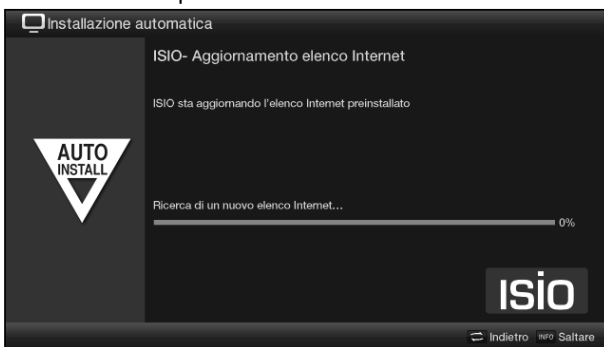 Installazione automatica
ISIO- Aggiornamento elenco Internet
ISIO sta aggiornando l'elenco Internet preinstallato
AUTO
INSTALL
Ricerca di un nuovo elenco Internet...
0%
ISIO
Indietro INFO Saltare